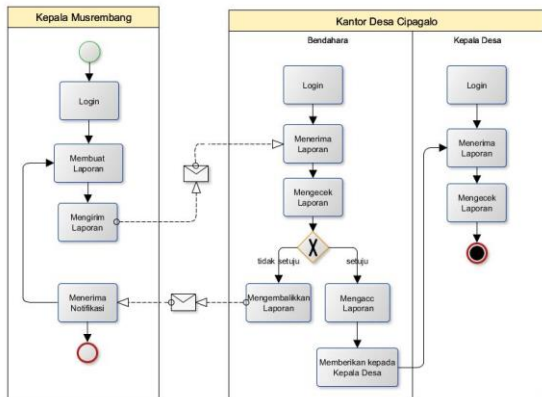 Kepala Musrembang
Login
Membuat
Laporan
Mengirim
Laporan
Menerima
Notifikasi
Kantor Desa Cipagalo
Bendahara
Login
Menerima
Laporan
Mengecek
Laporan
tidak setuju
setuju
Mengembalikkan
Laporan
Mengacc
Laporan
Memberikan kepada
Kepala Desa
Kepala Desa
Login
Menerima
Laporan
Mengecek
Laporan